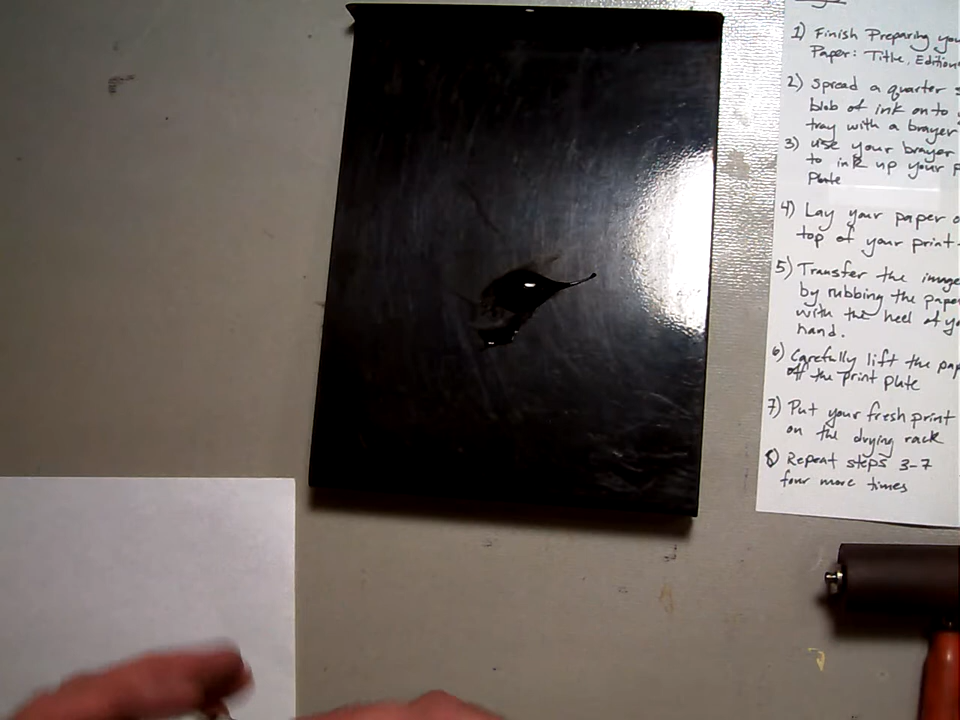 1) Finish Preparing
Paper: Titlhe, Edition
2) Spread a quarter
blob of ink on to
tray with a brayer
3) use your brayer
to ink up your
Plate
4) Lay your paper
top of your print
5) Transfer the image
by rubbing the paper
with the heel of
hand.
6) Carefully lift the
off the print plate
7) Put your fresh print
on the drying rack
8) Repeat steps 3-7
four more times